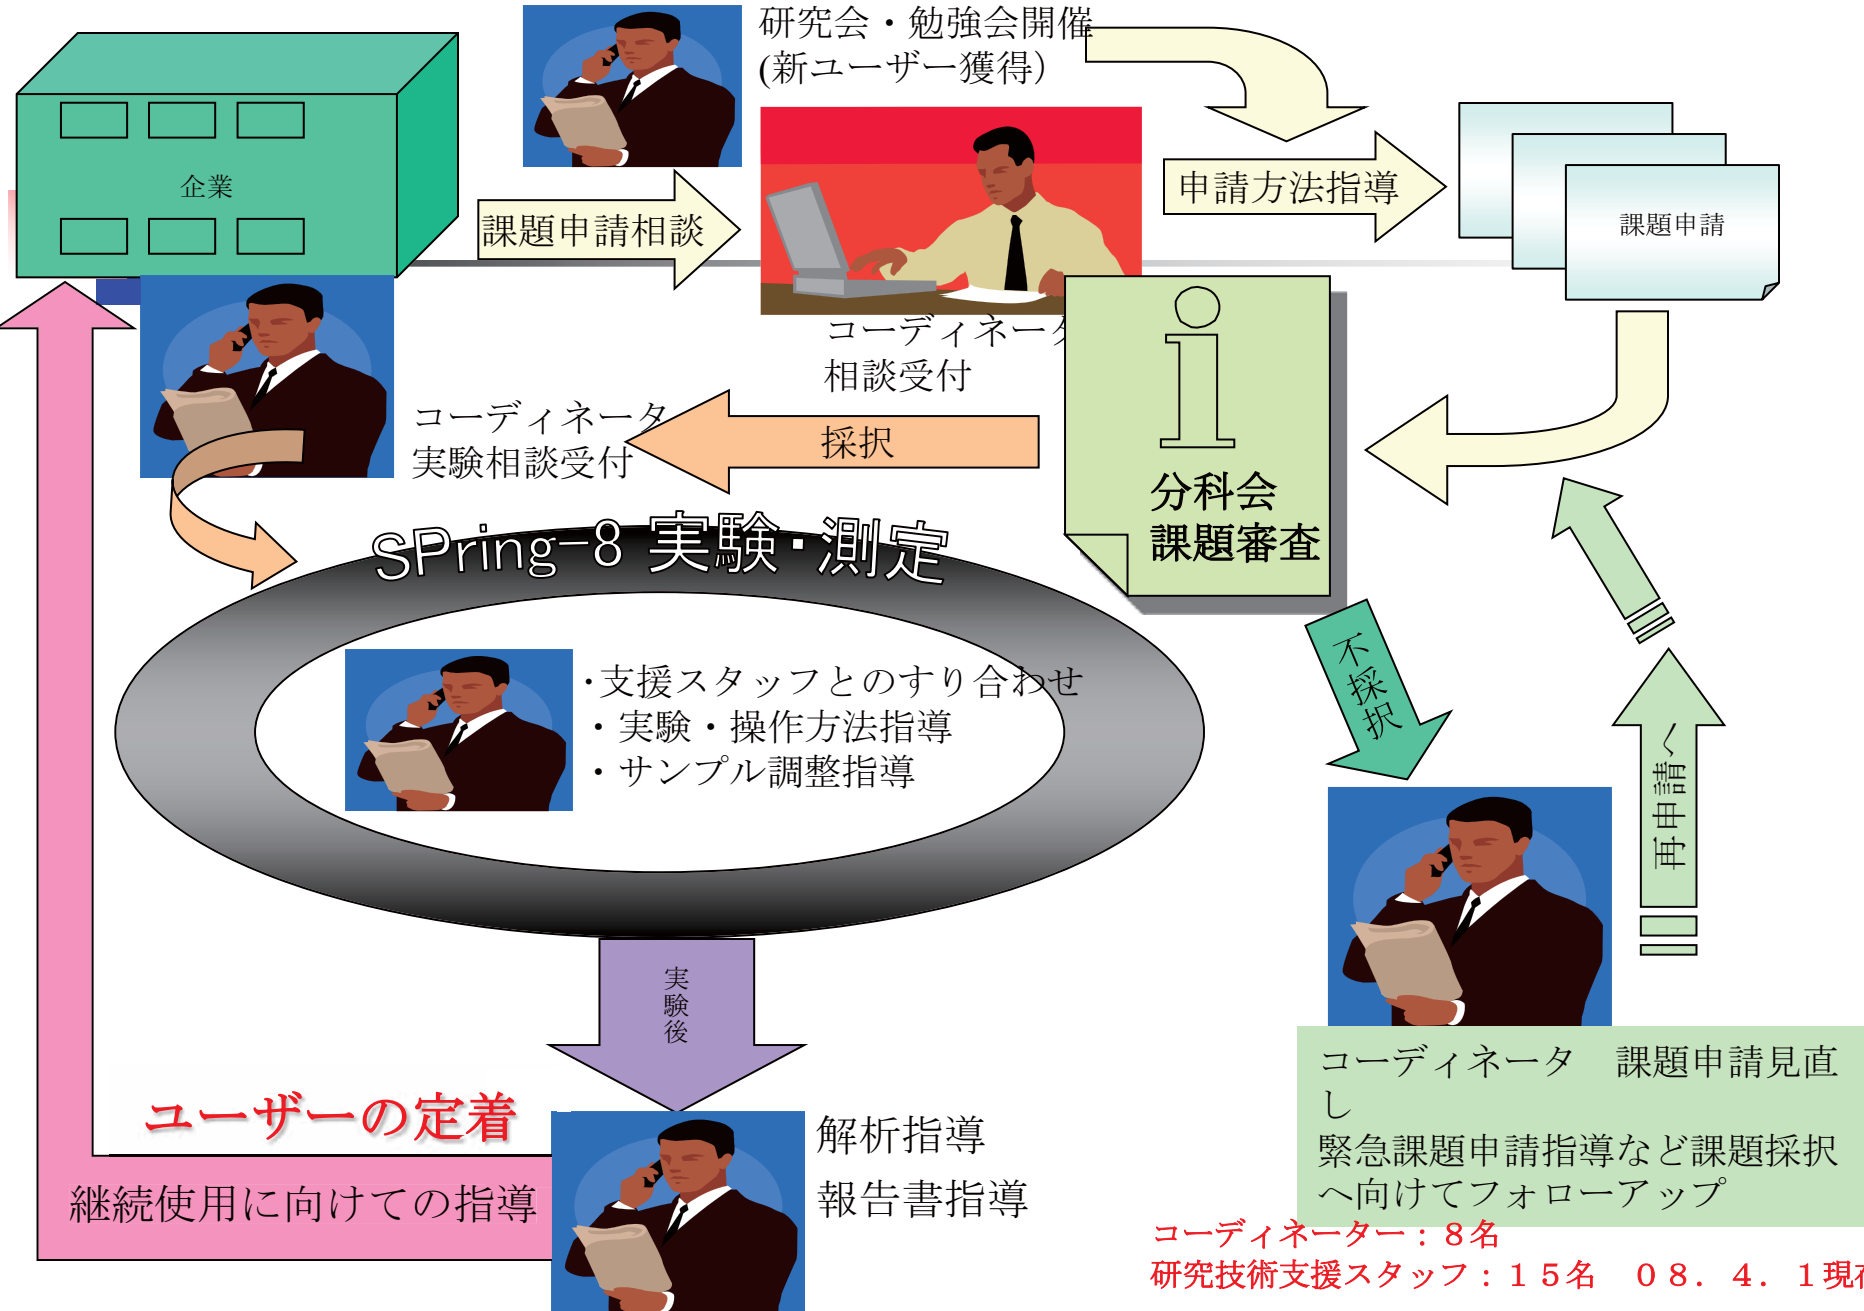 研究会・勉強会開催
(新ユーザー獲得）
企業
課題申請相談
申請方法指導
課題申請
コーディネータ
相談受付
コーディネータ
実験相談受付
採択
分科会
課題審査
SPring-8 実験・測定
・支援スタッフとのすり合わせ
・実験・操作方法指導
・サンプル調整指導
不採択
再申請へ
実験後
ユーザーの定着
継続使用に向けての指導
解析指導
報告書指導
コーディネータ　課題申請見直
し
緊急課題申請指導など課題採択
へ向けてフォローアップ
コーディネーター：８名
研究技術支援スタッフ：１５名　０８．４．１現在